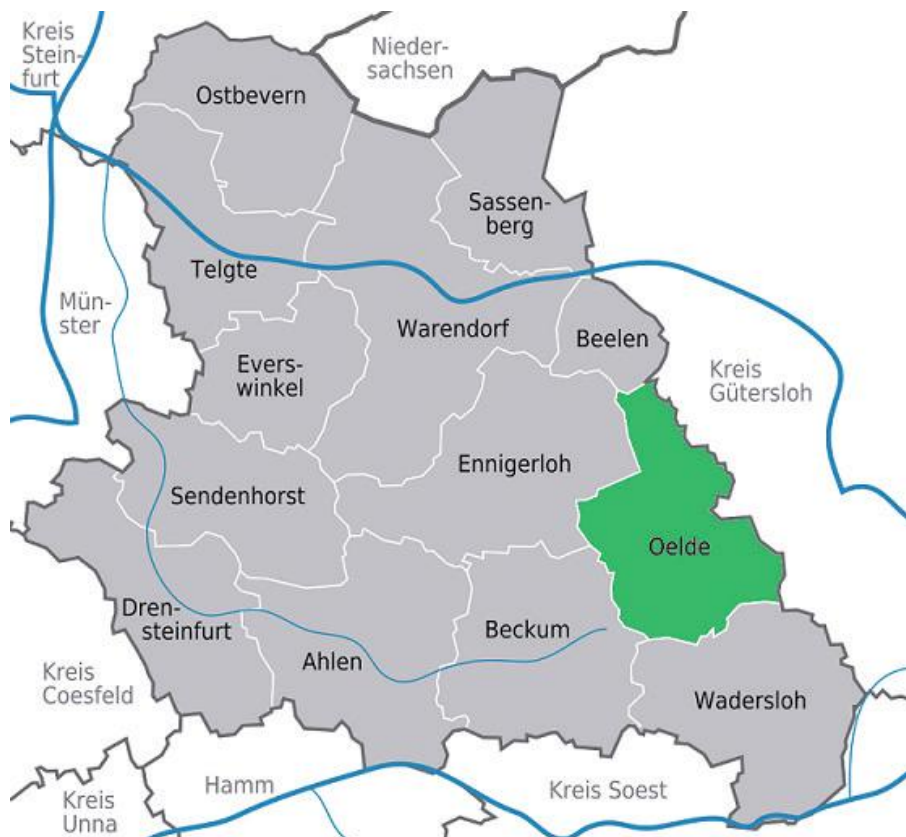 Kreis
Stein-
furt
Nieder-
sachsen
Ostbevern
Sassen-
berg
Telgte
Mün-
ster
Warendorf
Beelen
Evers-
winkel
Kreis
Gütersloh
Ennigerloh
Sendenhorst
Oelde
Dren-
steinfurt
Beckum
Ahlen
Kreis
Coesfeld
Wadersloh
Hamm
Kreis Soest
Kreis
Unna